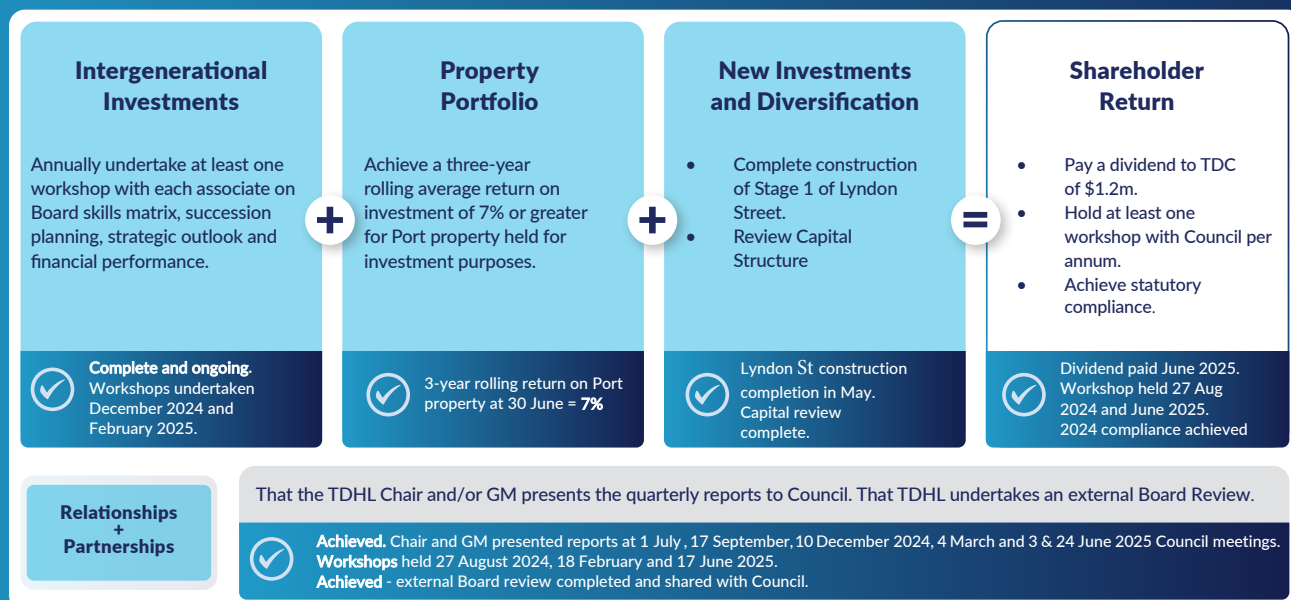 Intergenerational
Investments
Annually undertake at least one
workshop with each associate on
Board skills matrix, succession
planning, strategic outlook and
financial performance.
Complete and ongoing.
Workshops undertaken
December 2024 and
February 2025.
+
Property
Portfolio
Achieve a three-year
rolling average return on
investment of 7% or greater
for Port property held for
investment purposes.
3-year rolling return on Port
property at 30 June = 7%
+
New Investments
and Diversification
• Complete construction
of Stage 1 of Lyndon
Street.
• Review Capital
Structure
Lyndon St construction
completion in May.
Capital review
complete.
=
Shareholder
Return
• Pay a dividend to TDC
of $1.2m.
• Hold at least one
workshop with Council per
annum.
• Achieve statutory
compliance.
Dividend paid June 2025.
Workshop held 27 Aug
2024 and June 2025.
2024 compliance achieved
Relationships
+
Partnerships
That the TDHL Chair and/or GM presents the quarterly reports to Council. That TDHL undertakes an external Board Review.
Achieved. Chair and GM presented reports at 1 July, 17 September, 10 December 2024, 4 March and 3 & 24 June 2025 Council meetings.
Workshops held 27 August 2024, 18 February and 17 June 2025.
Achieved - external Board review completed and shared with Council.